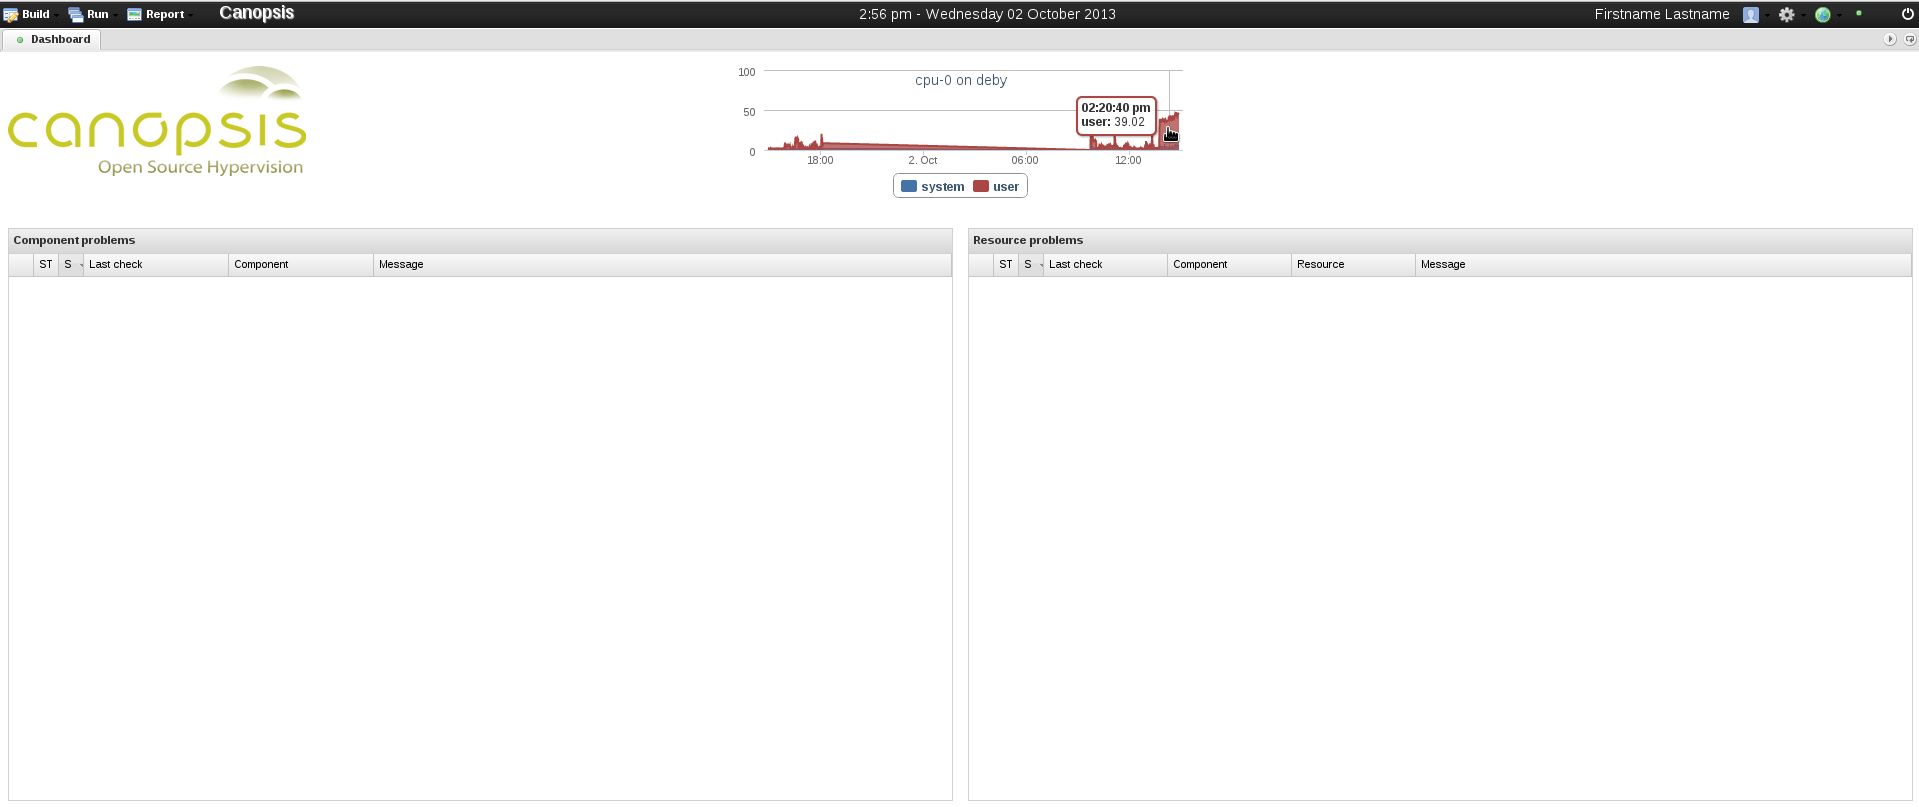 Build Run Report Canopsis 2:56 pm - Wednesday 02 October 2013 Firstname Lastname
Dashboard
canopsis
Open Source Hypervision
cpu-0 on deby
100
50
0
02:20:40 pm
user: 39.02
18:00 2. Oct 06:00 12:00
system user
Component problems
ST S Last check Component Message
Resource problems
ST S Last check Component Resource Message